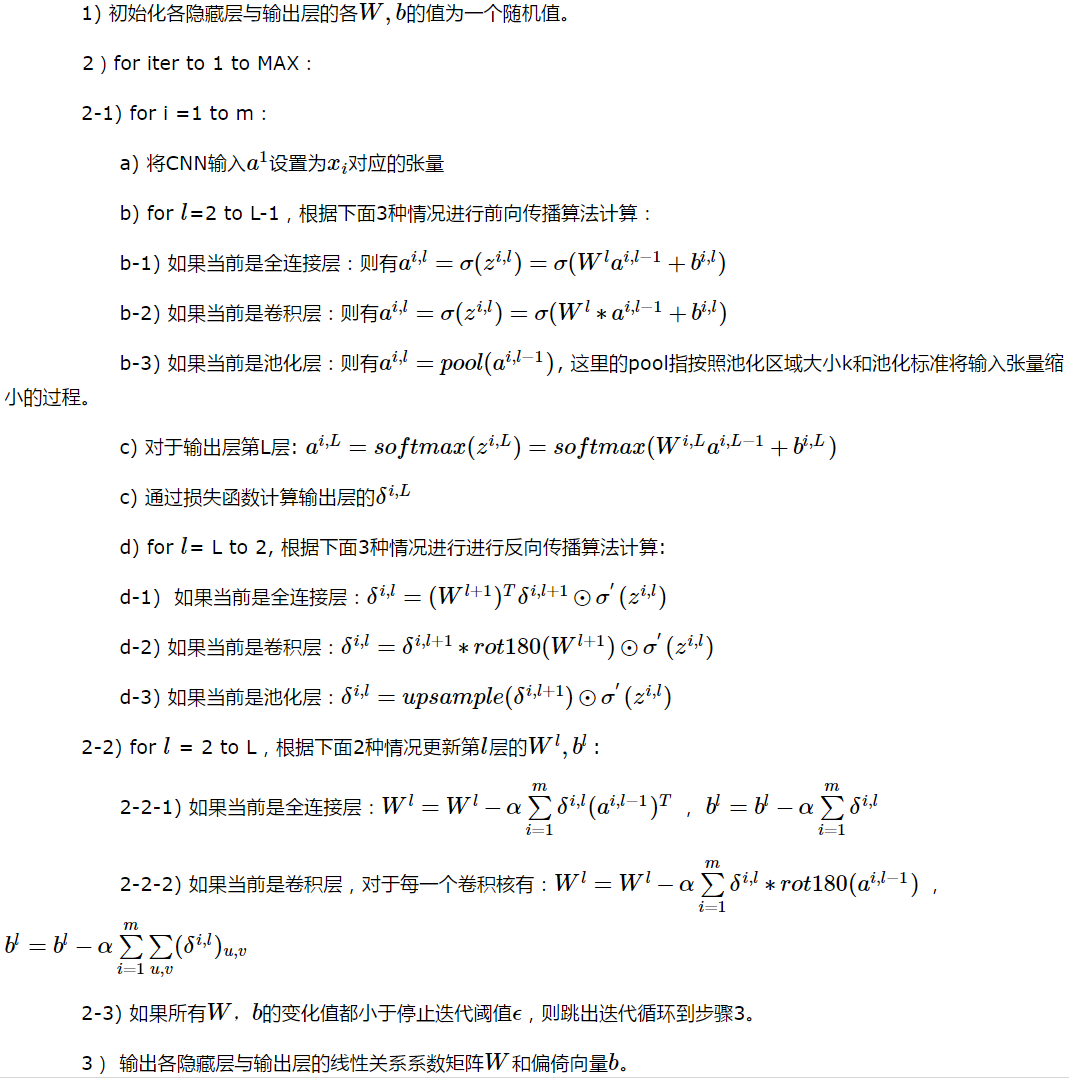 1) 初始化各隐藏层与输出层的各$W,b$的值为一个随机值。
2 ) for iter to 1 to MAX：
2-1) for i =1 to m：
a) 将CNN输入$a^1$设置为$x_i$对应的张量
b) for $l$=2 to L-1，根据下面3种情况进行前向传播算法计算：
b-1) 如果当前是全连接层：则有$a^{i,l} = \sigma(z^{i,l}) = \sigma(W^la^{i,l-1} + b^{i,l})$
b-2) 如果当前是卷积层：则有$a^{i,l} = \sigma(z^{i,l}) = \sigma(W^l*a^{i,l-1} + b^{i,l})$
b-3) 如果当前是池化层：则有$a^{i,l}= pool(a^{i,l-1})$, 这里的pool指按照池化区域大小k和池化标准将输入张量缩
小的过程。
c) 对于输出层第L层: $a^{i,L}= softmax(z^{i,L}) = softmax(W^{i,L}a^{i,L-1} +b^{i,L})$
c) 通过损失函数计算输出层的$\delta^{i,L}$
d) for $l$= L to 2, 根据下面3种情况进行进行反向传播算法计算:
d-1) 如果当前是全连接层：$\delta^{i,l} = (W^{l+1})^T\delta^{i,l+1}\odot \sigma^{'}(z^{i,l})$
d-2) 如果当前是卷积层：$\delta^{i,l} = \delta^{i,l+1}*rot180(W^{l+1}) \odot \sigma^{'}(z^{i,l})$
d-3) 如果当前是池化层：$\delta^{i,l} = upsample(\delta^{i,l+1}) \odot \sigma^{'}(z^{i,l})$
2-2) for $l$ = 2 to L，根据下面2种情况更新第$l$层的$W^l,b^l$：
2-2-1) 如果当前是全连接层：$W^l = W^l -\alpha \sum\limits_{i=1}^m \delta^{i,l}(a^{i, l-1})^T$ ，$b^l = b^l -\alpha \sum\limits_{i=1}^m \delta^{i,l}$
2-2-2) 如果当前是卷积层，对于每一个卷积核有：$W^l = W^l -\alpha \sum\limits_{i=1}^m \delta^{i,l}*rot180(a^{i, l-1})$ ，
$b^l = b^l -\alpha \sum\limits_{i=1}^m \sum\limits_{u,v}(\delta^{i,l})_{u,v}$
2-3) 如果所有$W$，$b$的变化值都小于停止迭代阈值$\epsilon$，则跳出迭代循环到步骤3。
3） 输出各隐藏层与输出层的线性关系系数矩阵$W$和偏倚向量$b$。